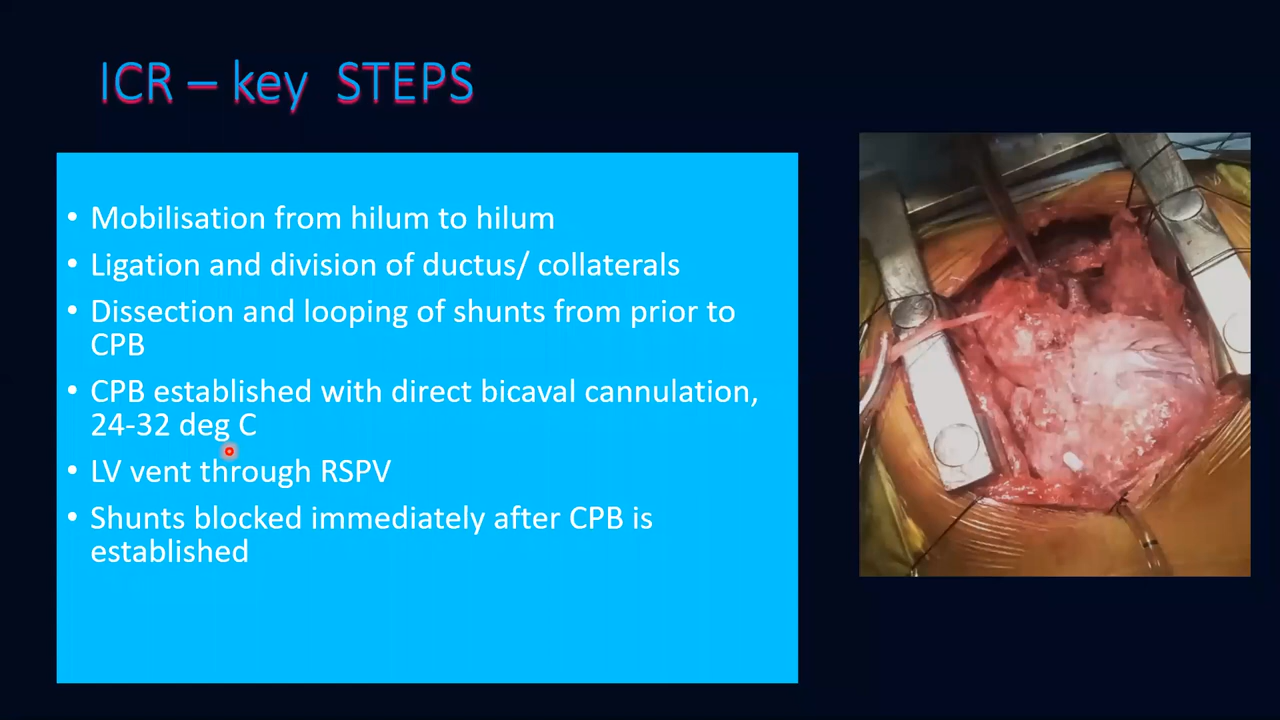 ICR – key STEPS
• Mobilisation from hilum to hilum
• Ligation and division of ductus/ collaterals
• Dissection and looping of shunts from prior to
CPB
• CPB established with direct bicaval cannulation,
24-32 deg C
• LV vent through RSPV
• Shunts blocked immediately after CPB is
established